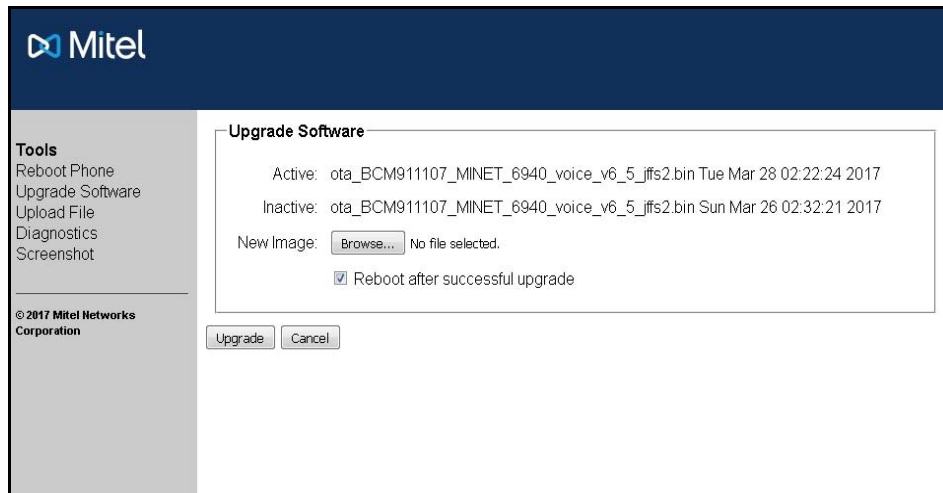 Mitel
Tools
Reboot Phone
Upgrade Software
Upload File
Diagnostics
Screenshot
© 2017 Mitel Networks
Corporation
Upgrade Software
Active: ota_BCM911107_MINET_6940_voice_v6_5_jffs2.bin Tue Mar 28 02:22:24 2017
Inactive: ota_BCM911107_MINET_6940_voice_v6_5_jffs2.bin Sun Mar 26 02:32:21 2017
New Image: Browse... No file selected.
Reboot after successful upgrade
Upgrade Cancel